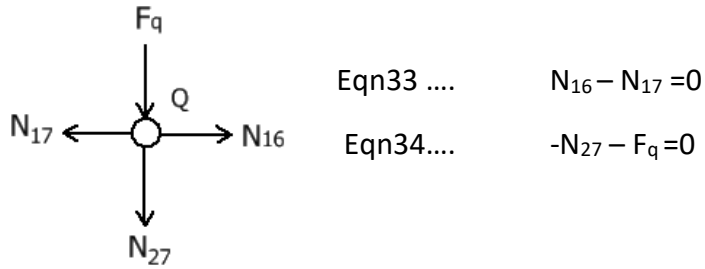 Fq
Q
Eqn33 .... N16 – N17 =0
N17
N16
Eqn34.... -N27 – Fq =0
N27